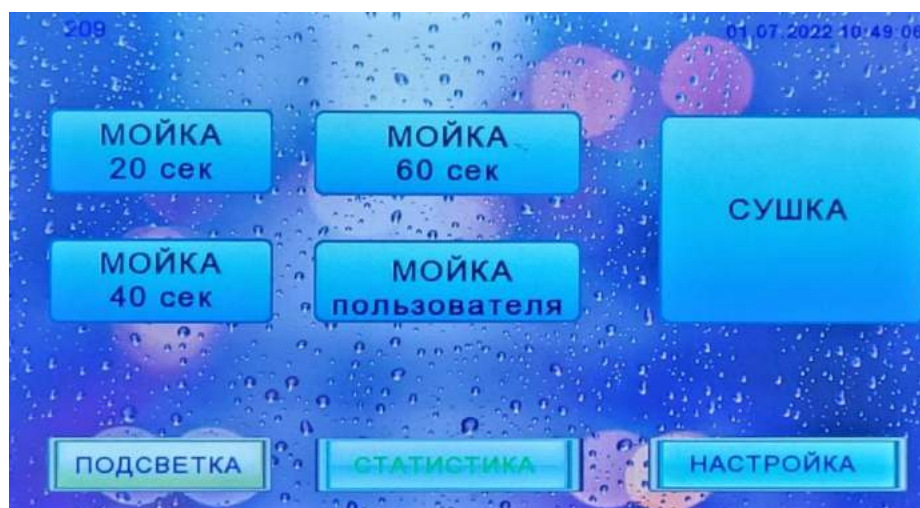 209
01.07.2022 10:49:06
МОЙКА
20 сек
МОЙКА
60 сек
СУШКА
МОЙКА
40 сек
МОЙКА
пользователя
ПОДСВЕТКА
СТАТИСТИКА
НАСТРОЙКА